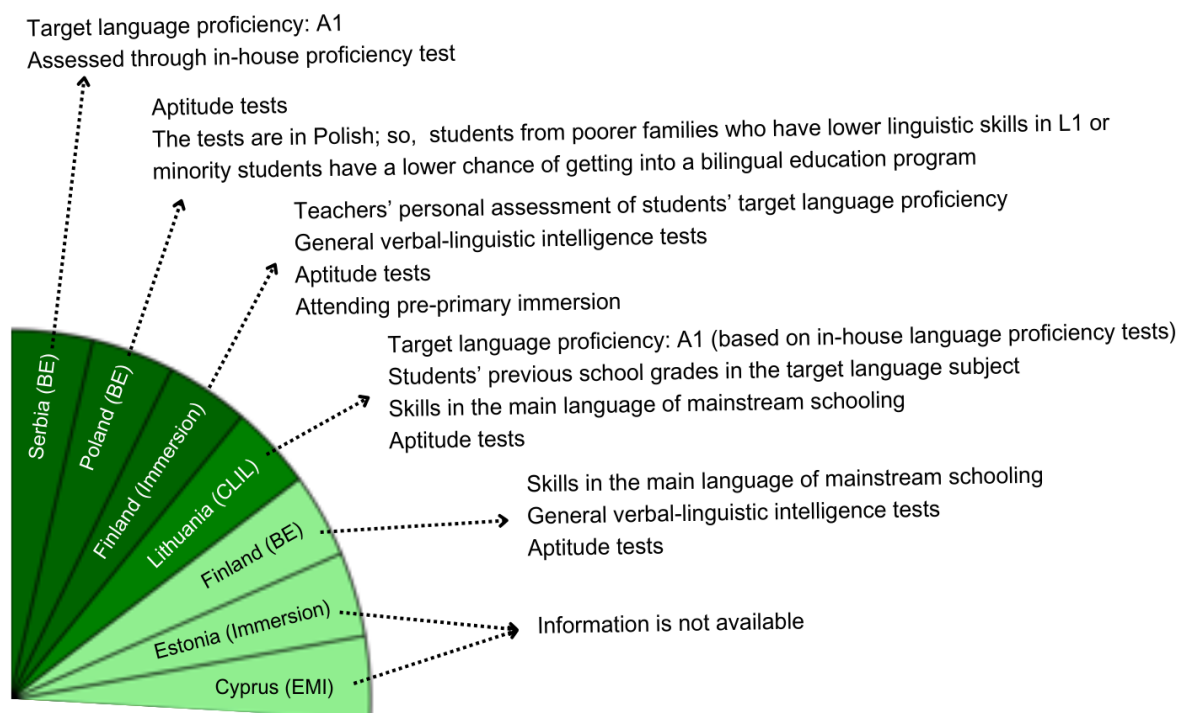 Target language proficiency: A1
Assessed through in-house proficiency test
Aptitude tests
The tests are in Polish; so, students from poorer families who have lower linguistic skills in L1 or
minority students have a lower chance of getting into a bilingual education program
Teachers’ personal assessment of students’ target language proficiency
General verbal-linguistic intelligence tests
Aptitude tests
Attending pre-primary immersion
Target language proficiency: A1 (based on in-house language proficiency tests)
Students’ previous school grades in the target language subject
Skills in the main language of mainstream schooling
Aptitude tests
Skills in the main language of mainstream schooling
General verbal-linguistic intelligence tests
Aptitude tests
Information is not available
Serbia (BE)
Poland (BE)
Finland (Immersion)
Lithuania (CLIL)
Finland (BE)
Estonia (Immersion)
Cyprus (EMI)